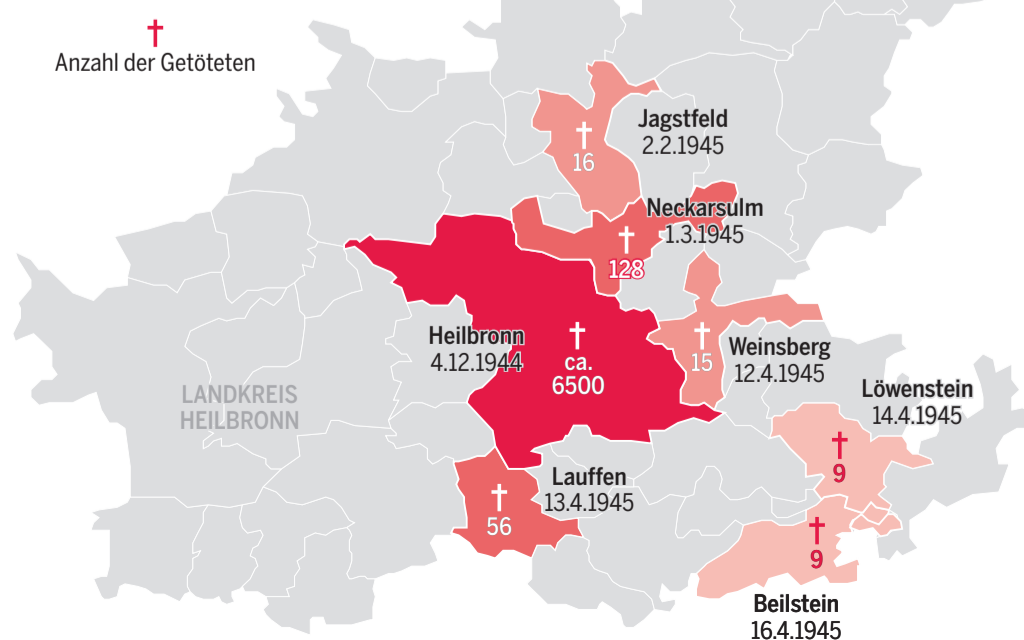 †
Anzahl der Getöteten
†
16
Jagstfeld
2.2.1945
Neckarsulm
1.3.1945
†
128
Heilbronn
4.12.1944
†
ca.
6500
†
15
Weinsberg
12.4.1945
LANDKREIS
HEILBRONN
Löwenstein
14.4.1945
†
9
Lauffen
13.4.1945
†
56
†
9
Beilstein
16.4.1945